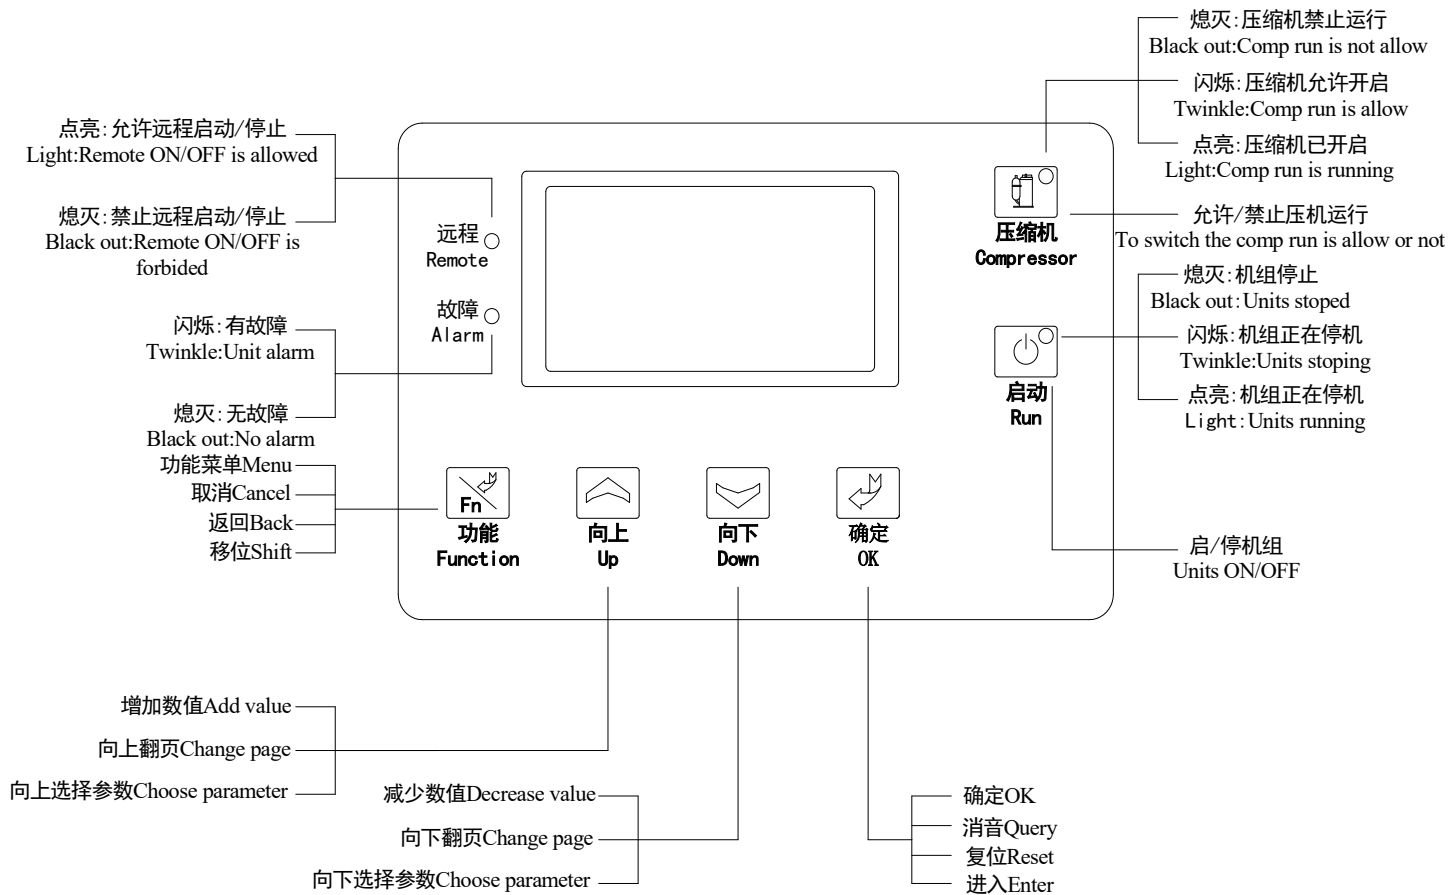 熄灭:压缩机禁止运行
Black out:Comp run is not allow
闪烁:压缩机允许开启
Twinkle:Comp run is allow
点亮:压缩机已开启
Light:Comp run is running
允许/禁止压机运行
To switch the comp run is allow or not
熄灭:机组停止
Black out:Units stoped
闪烁:机组正在停机
Twinkle:Units stoping
点亮:机组正在停机
Light:Units running
启/停机组
Units ON/OFF
点亮:允许远程启动/停止
Light:Remote ON/OFF is allowed
熄灭:禁止远程启动/停止
Black out:Remote ON/OFF is
forbided
闪烁:有故障
Twinkle:Unit alarm
熄灭:无故障
Black out:No alarm
功能菜单Menu
取消Cancel
返回Back
移位Shift
远程
Remote
故障
Alarm
压缩机
Compressor
启动
Run
Fn
功能
Function
向上
Up
向下
Down
确定
OK
增加数值Add value
向上翻页Change page
向上选择参数Choose parameter
减少数值Decrease value
向下翻页Change page
向下选择参数Choose parameter
确定OK
消音Query
复位Reset
进入Enter